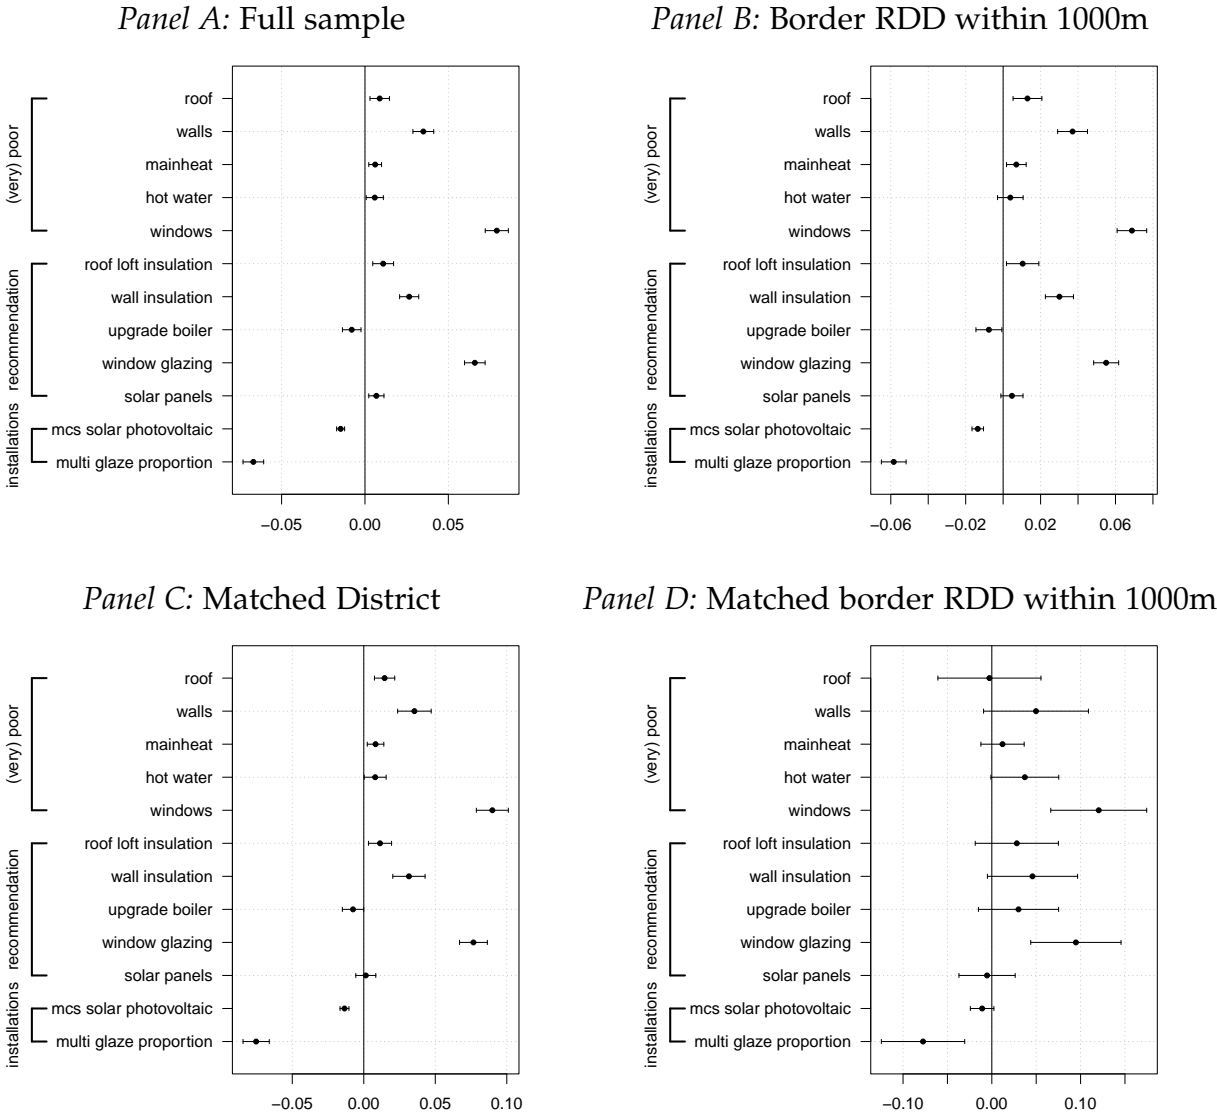 Panel A: Full sample
roof
walls
mainheat
hot water
windows
roof loft insulation
wall insulation
upgrade boiler
window glazing
solar panels
mcs solar photovoltaic
multi glaze proportion
(very) poor
recommendation
installations
−0.05 0.00 0.05
Panel B: Border RDD within 1000m
roof
walls
mainheat
hot water
windows
roof loft insulation
wall insulation
upgrade boiler
window glazing
solar panels
mcs solar photovoltaic
multi glaze proportion
(very) poor
recommendation
installations
−0.06 −0.02 0.02 0.06
Panel C: Matched District
roof
walls
mainheat
hot water
windows
roof loft insulation
wall insulation
upgrade boiler
window glazing
solar panels
mcs solar photovoltaic
multi glaze proportion
(very) poor
recommendation
installations
−0.05 0.00 0.05 0.10
Panel D: Matched border RDD within 1000m
roof
walls
mainheat
hot water
windows
roof loft insulation
wall insulation
upgrade boiler
window glazing
solar panels
mcs solar photovoltaic
multi glaze proportion
(very) poor
recommendation
installations
−0.10 0.00 0.10